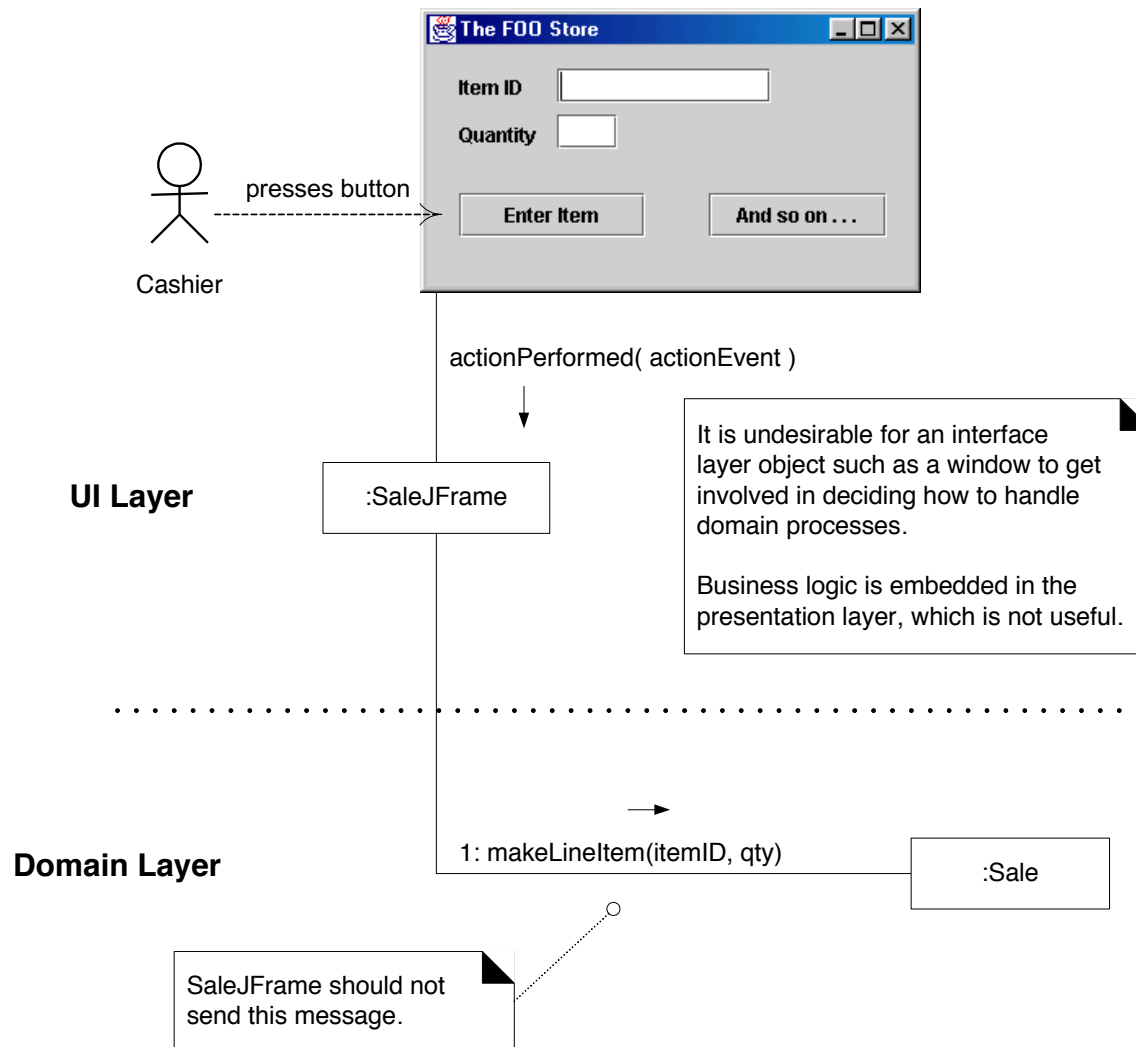 The FOO Store
Item ID
Quantity
presses button
Enter Item
And so on . . .
Cashier
actionPerformed( actionEvent )
It is undesirable for an interface
layer object such as a window to get
involved in deciding how to handle
domain processes.
Business logic is embedded in the
presentation layer, which is not useful.
UI Layer
:SaleJFrame
1: makeLineItem(itemID, qty)
Domain Layer
:Sale
SaleJFrame should not
send this message.